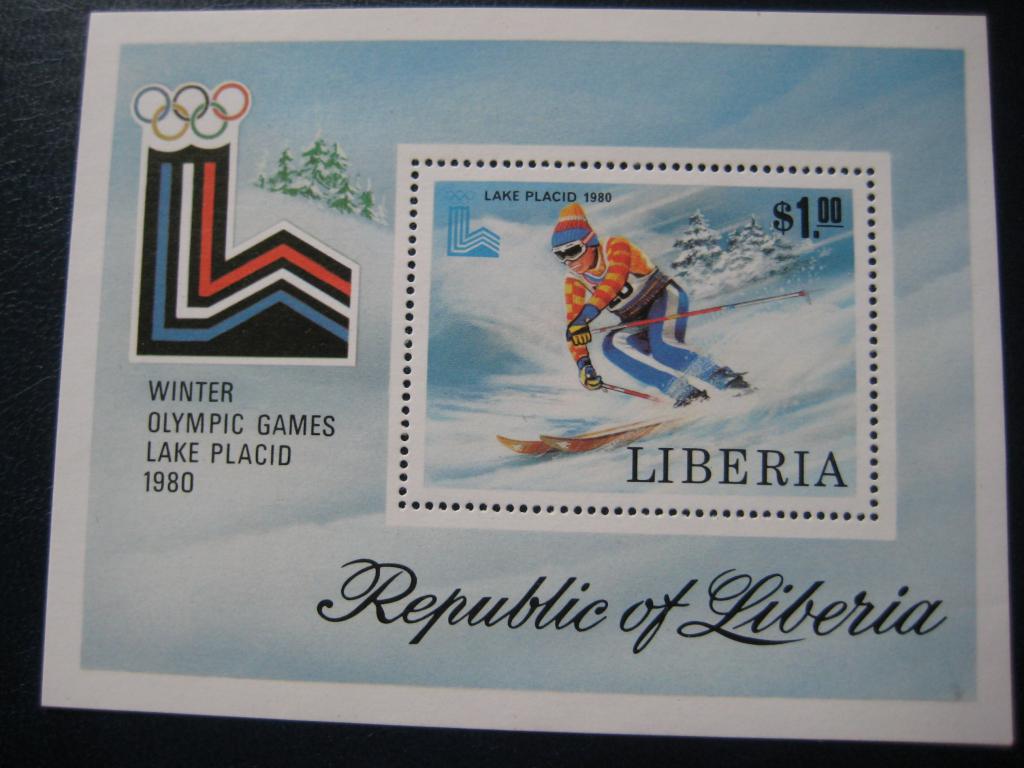 WINTER
OLYMPIC GAMES
LAKE PLACID
1980
LAKE PLACID 1980
$1.00
LIBERIA
Republic of Liberia